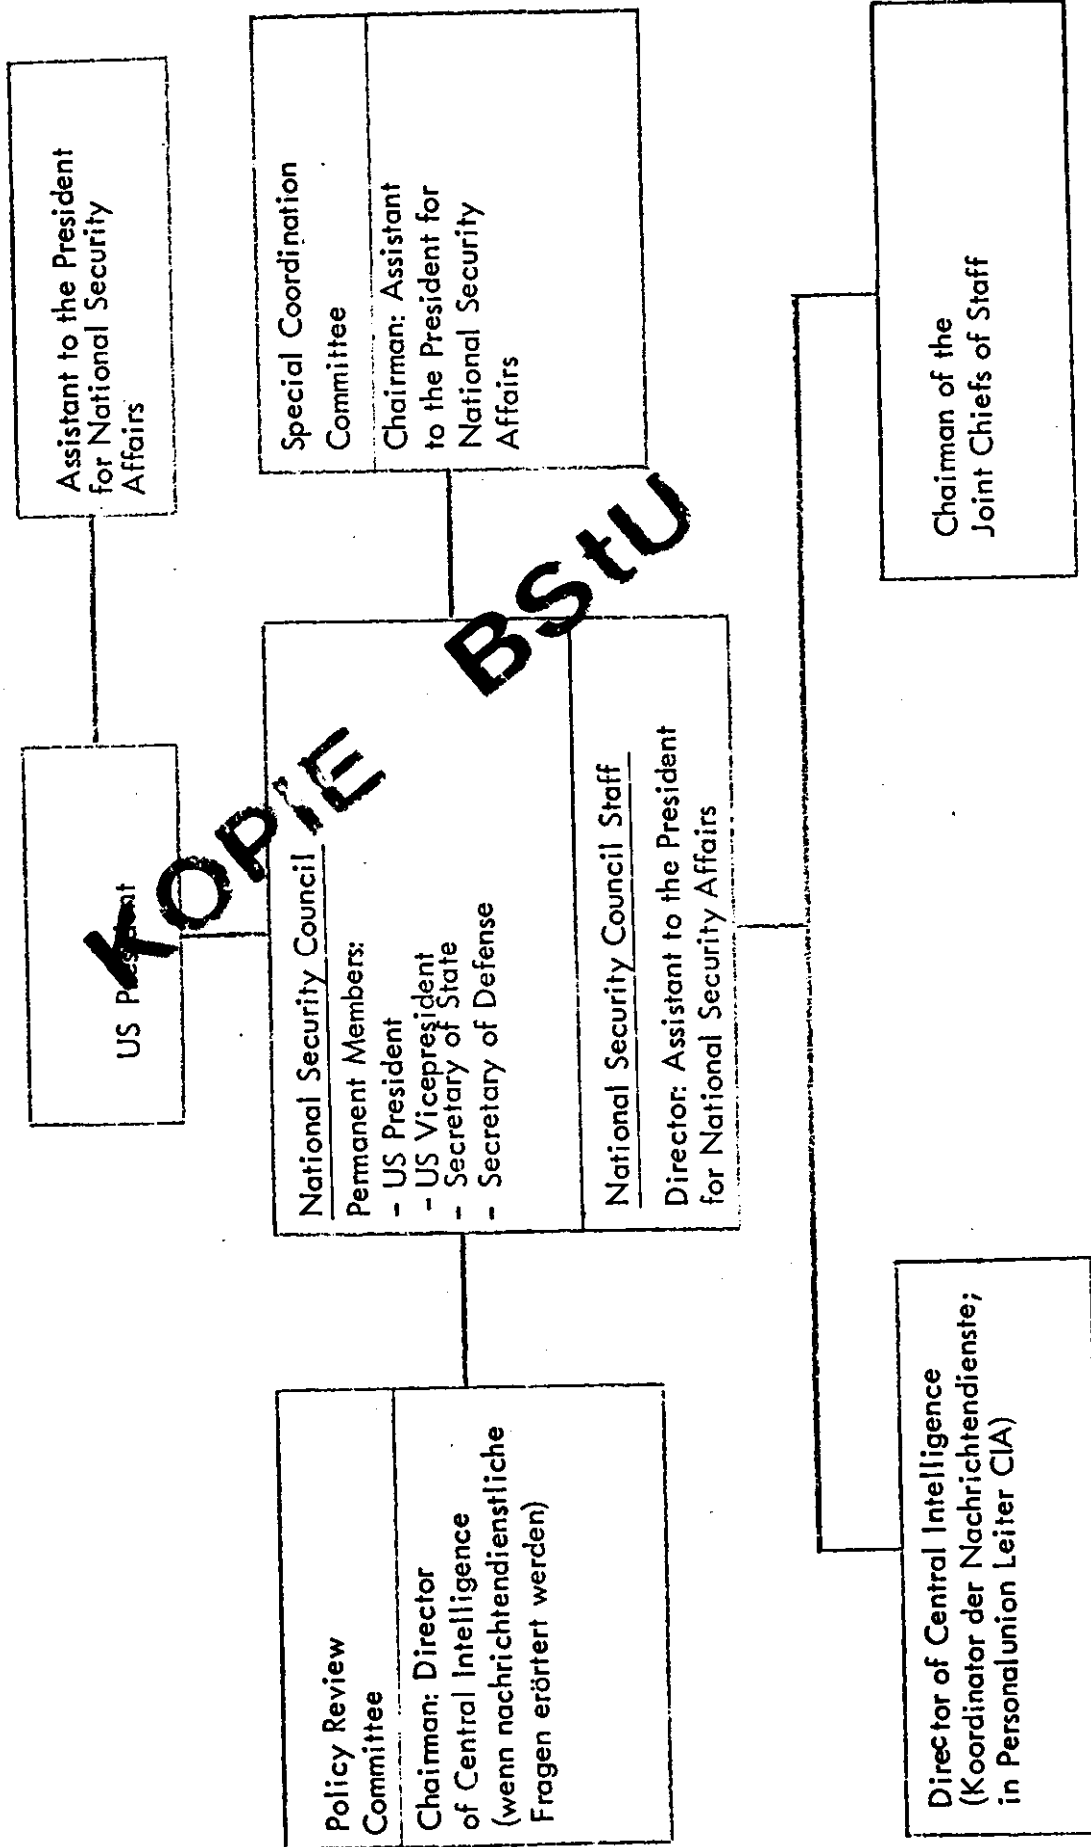 US President
Assistant to the President
for National Security
Affairs
National Security Council
Permanent Members:
- US President
- US Vicepresident
- Secretary of State
- Secretary of Defense
National Security Council Staff
Director: Assistant to the President
for National Security Affairs
Policy Review
Committee
Chairman: Director
of Central Intelligence
(wenn nachrichtendienstliche
Fragen erörtert werden)
Special Coordination
Committee
Chairman: Assistant
to the President for
National Security
Affairs
Director of Central Intelligence
(Koordinator der Nachrichtendienste;
in Personalunion Leiter CIA)
Chairman of the
Joint Chiefs of Staff
KOPIE BStU